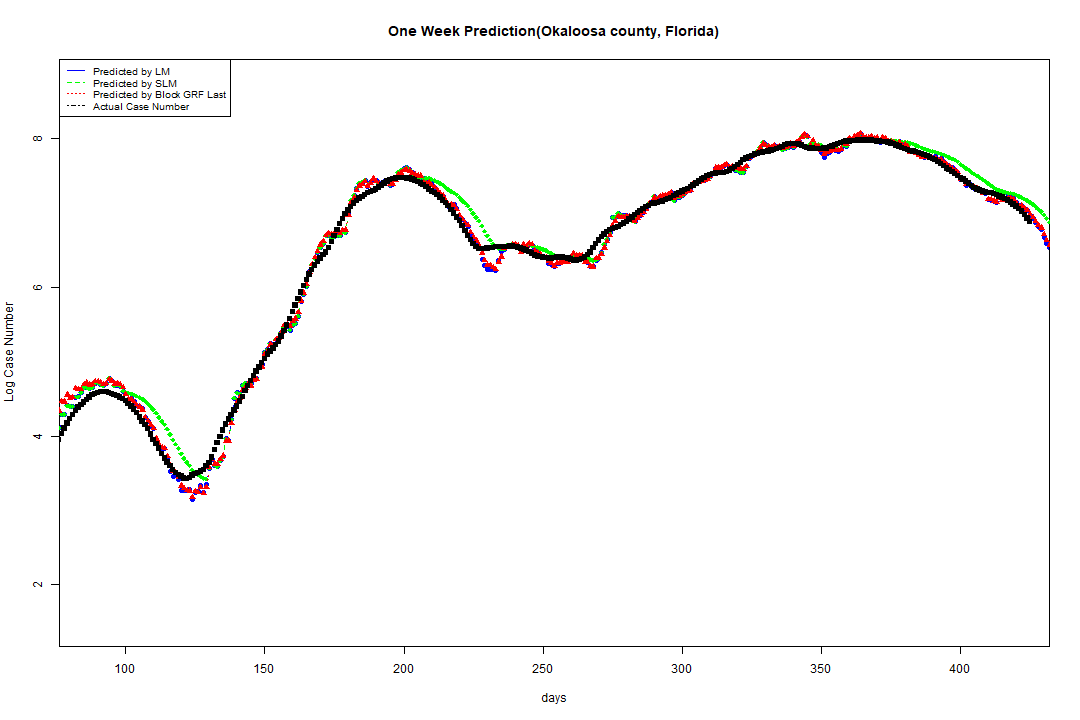 One Week Prediction(Okaloosa county, Florida)
Predicted by LM
Predicted by SLM
Predicted by Block GRF Last
Actual Case Number
8
6
4
2
Log Case Number
100 150 200 250 300 350 400
days